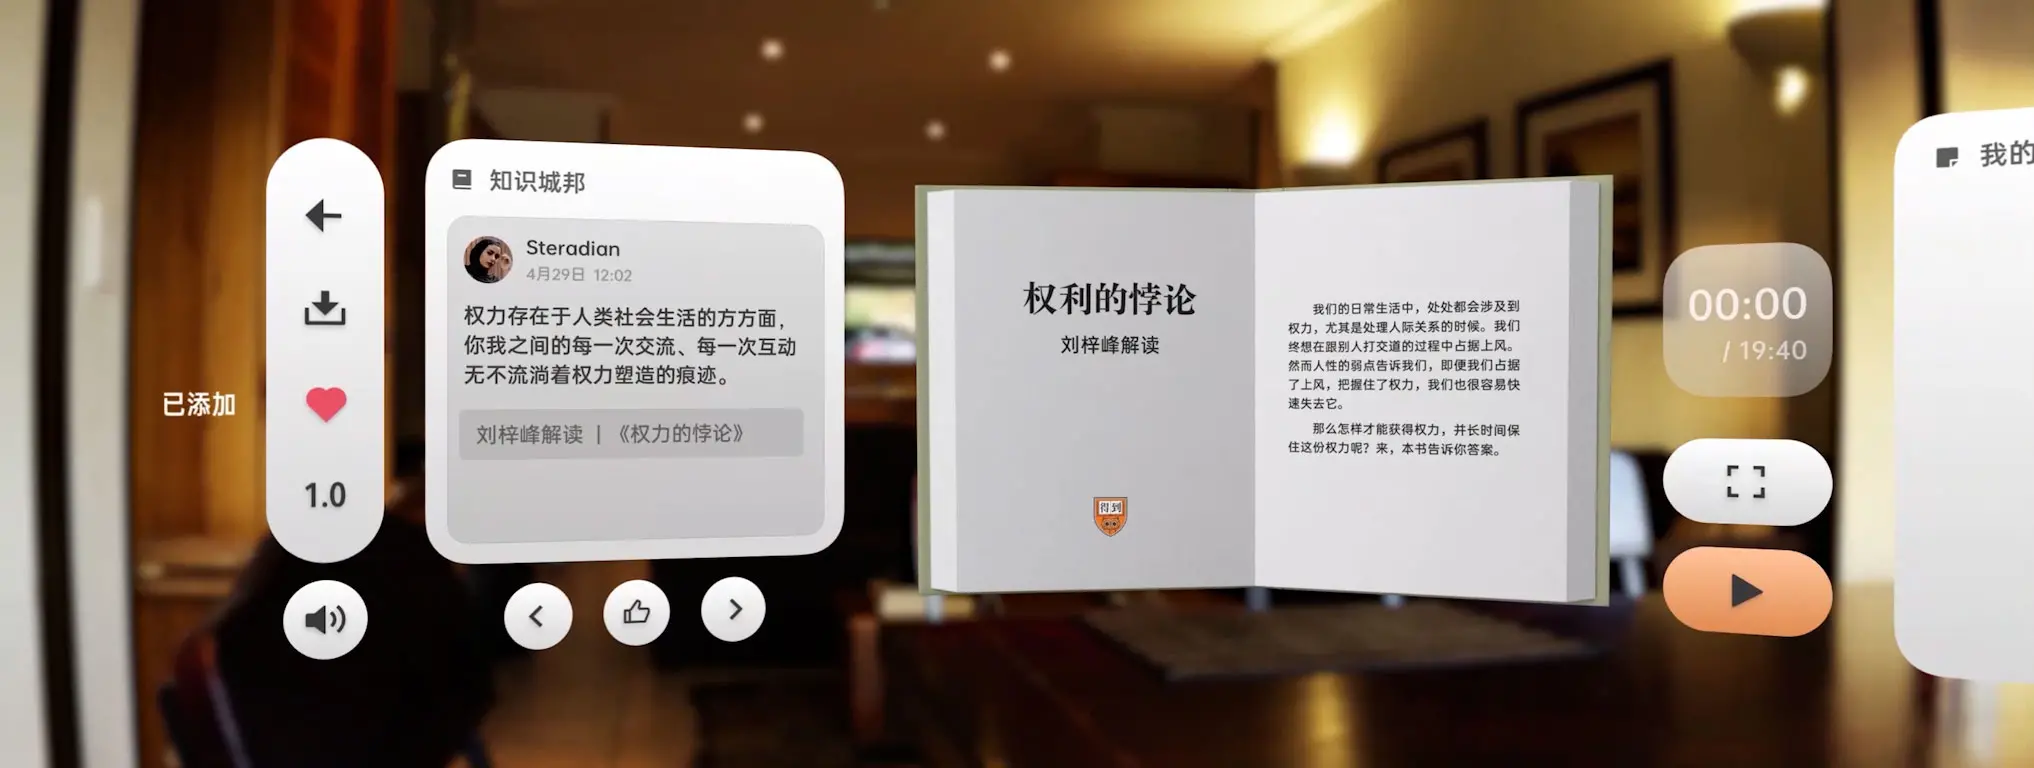 已添加
1.0
知识城邦
Steradian
4月29日 12:02
权力存在于人类社会生活的方方面，
你我之间的每一次交流、每一次互动
无不流淌着权力塑造的痕迹。
刘梓峰解读 | 《权力的悖论》
权利的悖论
刘梓峰解读
得到
我们的日常生活中，处处都会涉及到
权力，尤其是处理人际关系的时候。我们
终想在跟别人打交道的过程中占据上风。
然而人性的弱点告诉我们，即便我们占据
了上风，把握住了权力，我们也很容易快
速失去它。
那么怎样才能获得权力，并长时间保
住这份权力呢？来，本书告诉你答案。
00:00
/ 19:40
我的